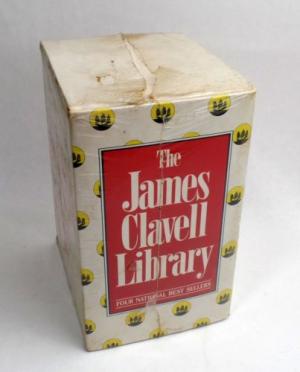 The
James
Clavell
Library
FOUR NATIONAL BEST SELLERS